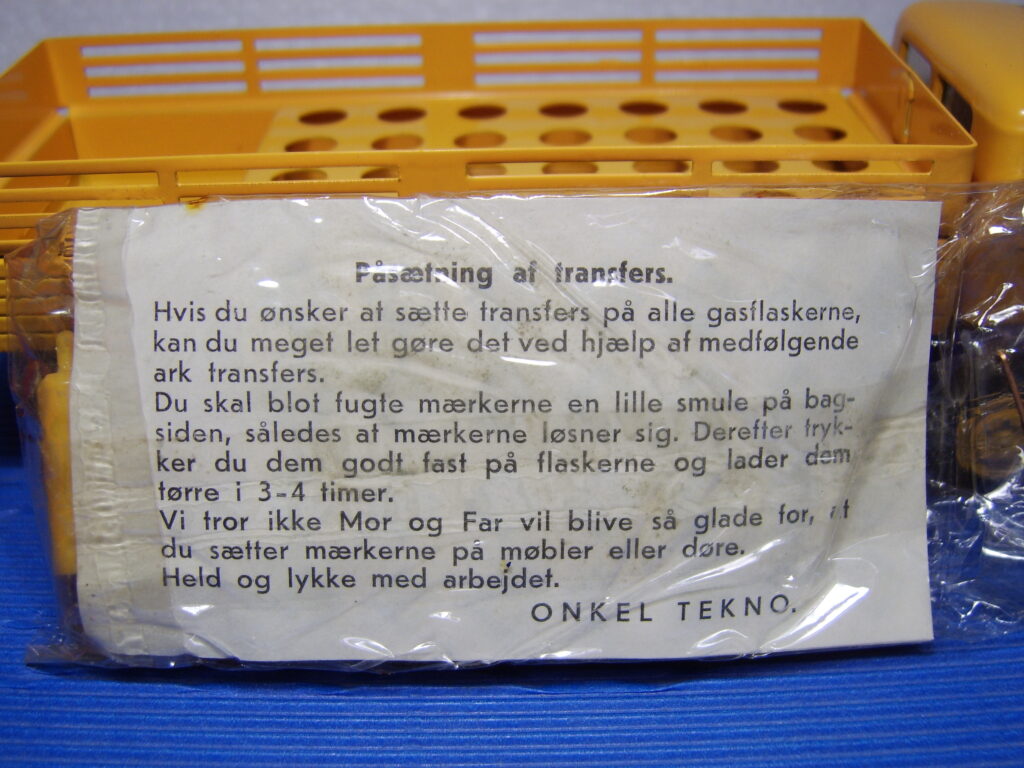 Påsætning af transfers.
Hvis du ønsker at sætte transfers på alle gasflaskerne,
kan du meget let gøre det ved hjælp af medfølgende
ark transfers.
Du skal blot fugte mærkerne en lille smule på bag-
siden, således at mærkerne løsner sig. Derefter tryk-
ker du dem godt fast på flaskerne og lader dem
tørre i 3-4 timer.
Vi tror ikke Mor og Far vil blive så glade for, at
du sætter mærkerne på møbler eller døre.
Held og lykke med arbejdet.
ONKEL TEKNO.